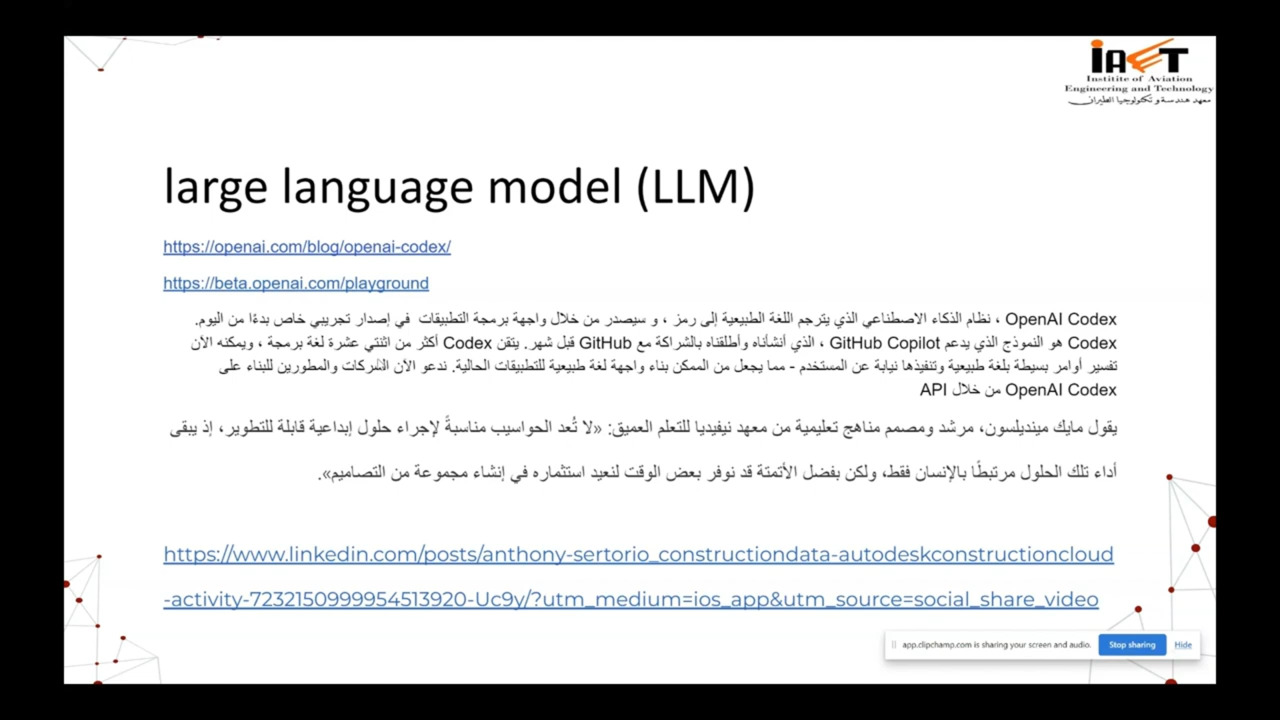 IAET
Institite of Aviation
Engineering and Technology
معهد هندسة و تكنولوجيا الطيران
large language model (LLM)
https://openai.com/blog/openai-codex/
https://beta.openai.com/playground
OpenAI Codex ، نظام الذكاء الاصطناعي الذي يترجم اللغة الطبيعية إلى رمز ، و سيصدر من خلال واجهة برمجة التطبيقات في إصدار تجريبي خاص بدءًا من اليوم.
Codex هو النموذج الذي يدعم GitHub Copilot ، الذي أنشأناه وأطلقناه بالشراكة مع GitHub قبل شهر. يتقن Codex أكثر من اثنتي عشرة لغة برمجة ، ويمكنه الآن
تفسير أوامر بسيطة بلغة طبيعية وتنفيذها نيابة عن المستخدم - مما يجعل من الممكن بناء واجهة لغة طبيعية للتطبيقات الحالية. ندعو الآن الشركات والمطورين للبناء على
OpenAI Codex من خلال API
يقول مايك مينديلسون، مرشد ومصمم مناهج تعليمية من معهد نيفيديا للتعلم العميق: «لا تُعد الحواسيب مناسبةً لإجراء حلول إبداعية قابلة للتطوير، إذ يبقى
أداء تلك الحلول مرتبطًا بالإنسان فقط، ولكن بفضل الأتمتة قد نوفر بعض الوقت لنعيد استثماره في إنشاء مجموعة من التصاميم».
https://www.linkedin.com/posts/anthony-sertorio_constructiondata-autodeskconstructioncloud
-activity-7232150999954513920-Uc9y/?utm_medium=ios_app&utm_source=social_share_video
app.clipchamp.com is sharing your screen and audio. Stop sharing Hide